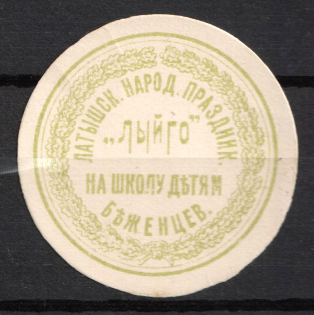 ЛАТЫШСК. НАРОД. ПРАЗДНИК.
„ЛЫЙГО"
НА ШКОЛУ ДѢТЯМ
БѢЖЕНЦЕВ.